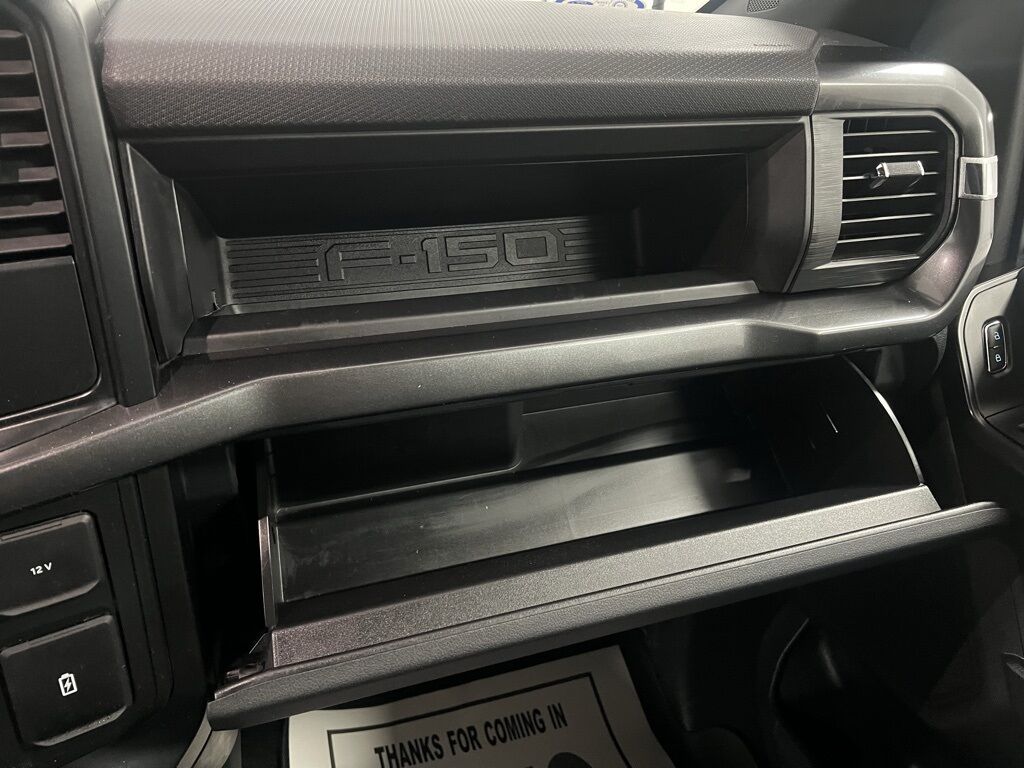 F-150
12V
THANKS FOR COMING IN